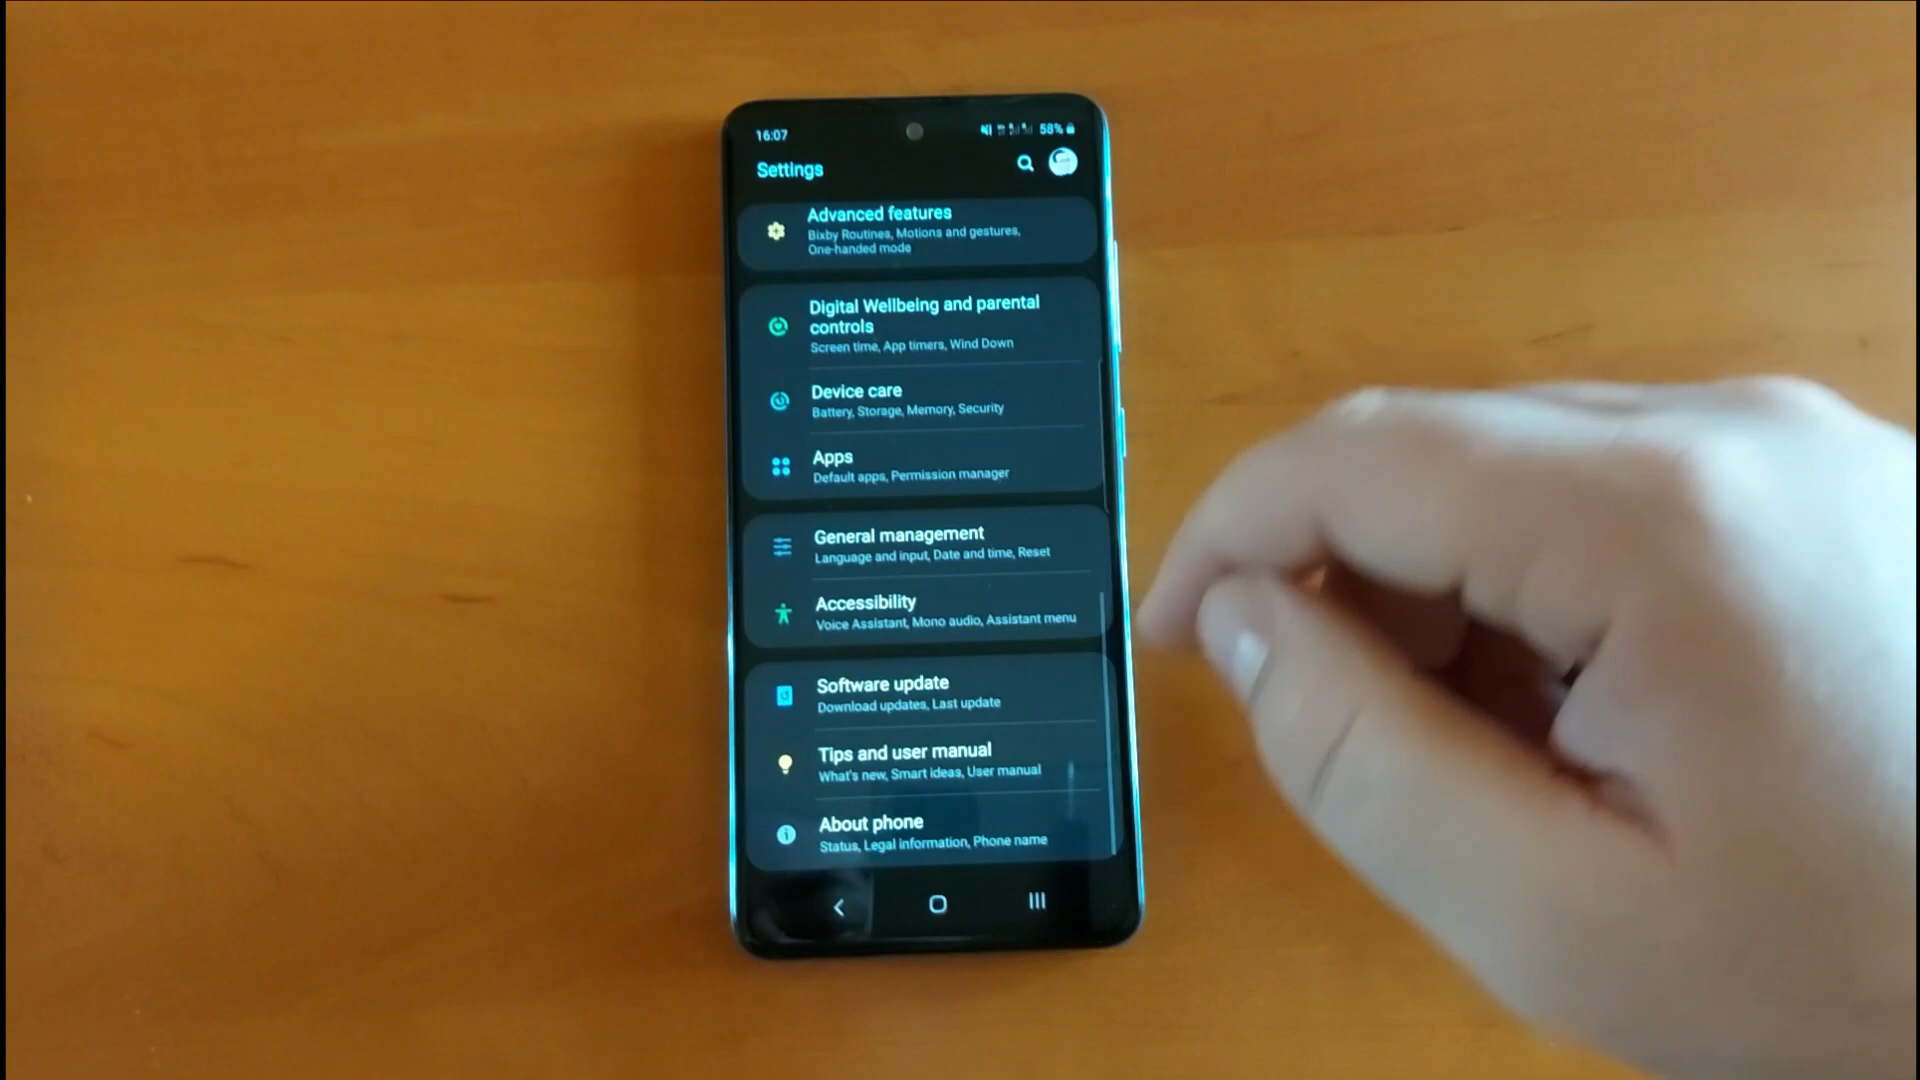 16:07
58%
Settings
Advanced features
Bixby Routines, Motions and gestures,
One-handed mode
Digital Wellbeing and parental
controls
Screen time, App timers, Wind Down
Device care
Battery, Storage, Memory, Security
Apps
Default apps, Permission manager
General management
Language and input, Date and time, Reset
Accessibility
Voice Assistant, Mono audio, Assistant menu
Software update
Download updates, Last update
Tips and user manual
What's new, Smart ideas, User manual
About phone
Status, Legal information, Phone name